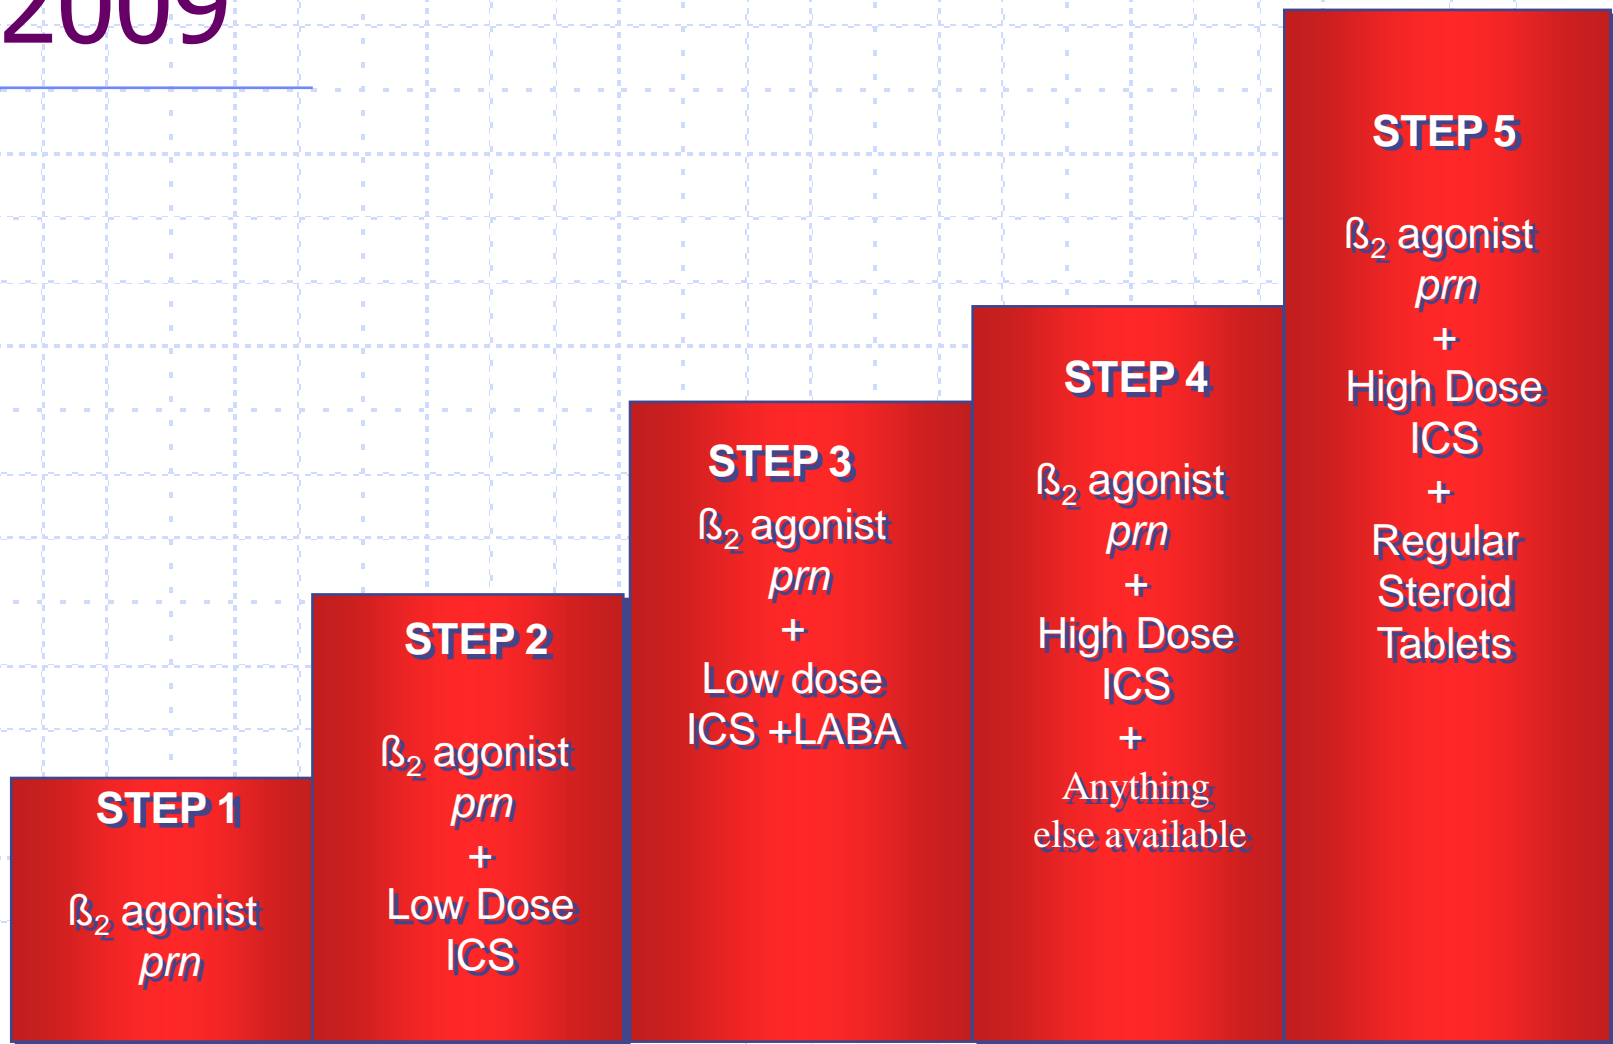 2009
STEP 1
ß₂ agonist
prn
STEP 2
ß₂ agonist
prn
+
Low Dose
ICS
STEP 3
ß₂ agonist
prn
+
Low dose
ICS +LABA
STEP 4
ß₂ agonist
prn
+
High Dose
ICS
+
Anything
else available
STEP 5
ß₂ agonist
prn
+
High Dose
ICS
+
Regular
Steroid
Tablets